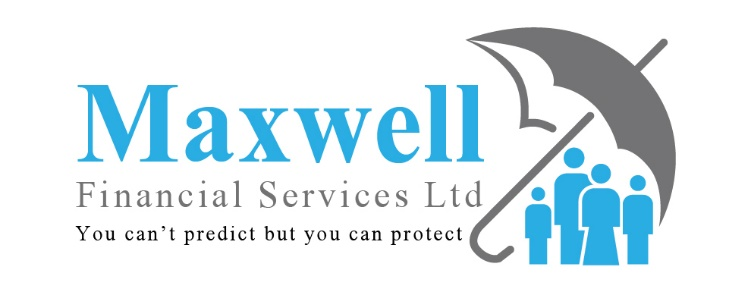 Maxwell
Financial Services Ltd
You can't predict but you can protect